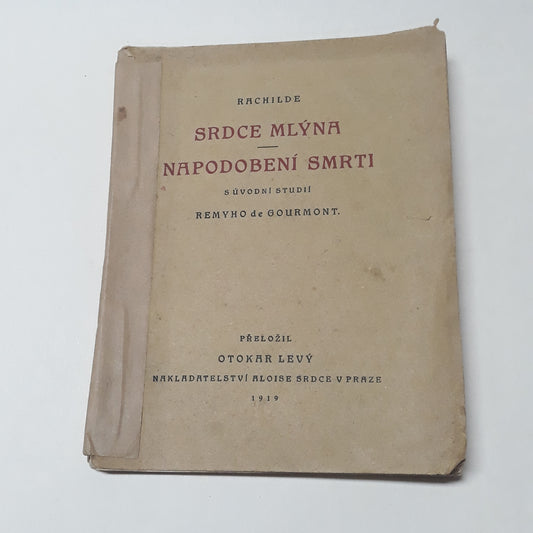 RACHILDE
SRDCE MLÝNA
NAPODOBENÍ SMRTI
S ÚVODNÍ STUDIÍ
REMYHO de GOURMONT.
PŘELOŽIL
OTOKAR LEVÝ
NAKLADATELSTVÍ ALOISE SRDCE V PRAZE
1919